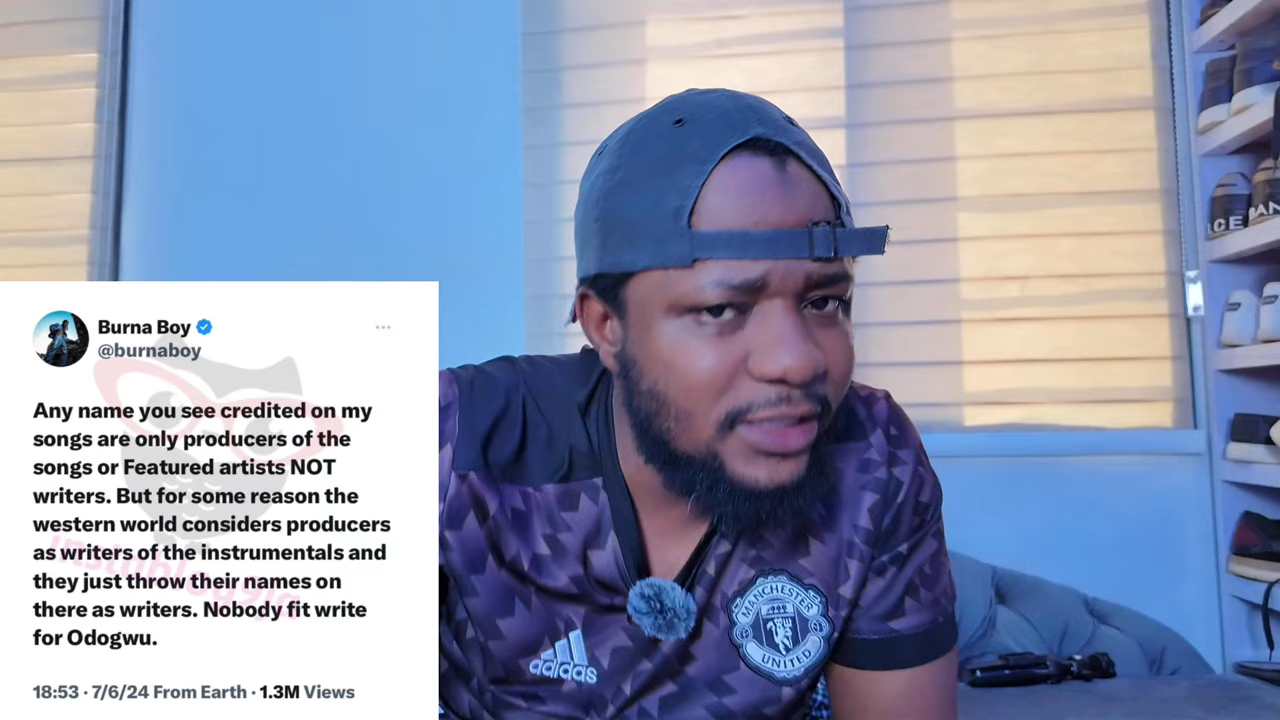 Burna Boy
@burnaboy
Any name you see credited on my
songs are only producers of the
songs or Featured artists NOT
writers. But for some reason the
western world considers producers
as writers of the instrumentals and
they just throw their names on
there as writers. Nobody fit write
for Odogwu.
18:53 · 7/6/24 From Earth · 1.3M Views
instablog9ja
adidas
MANCHESTER
UNITED